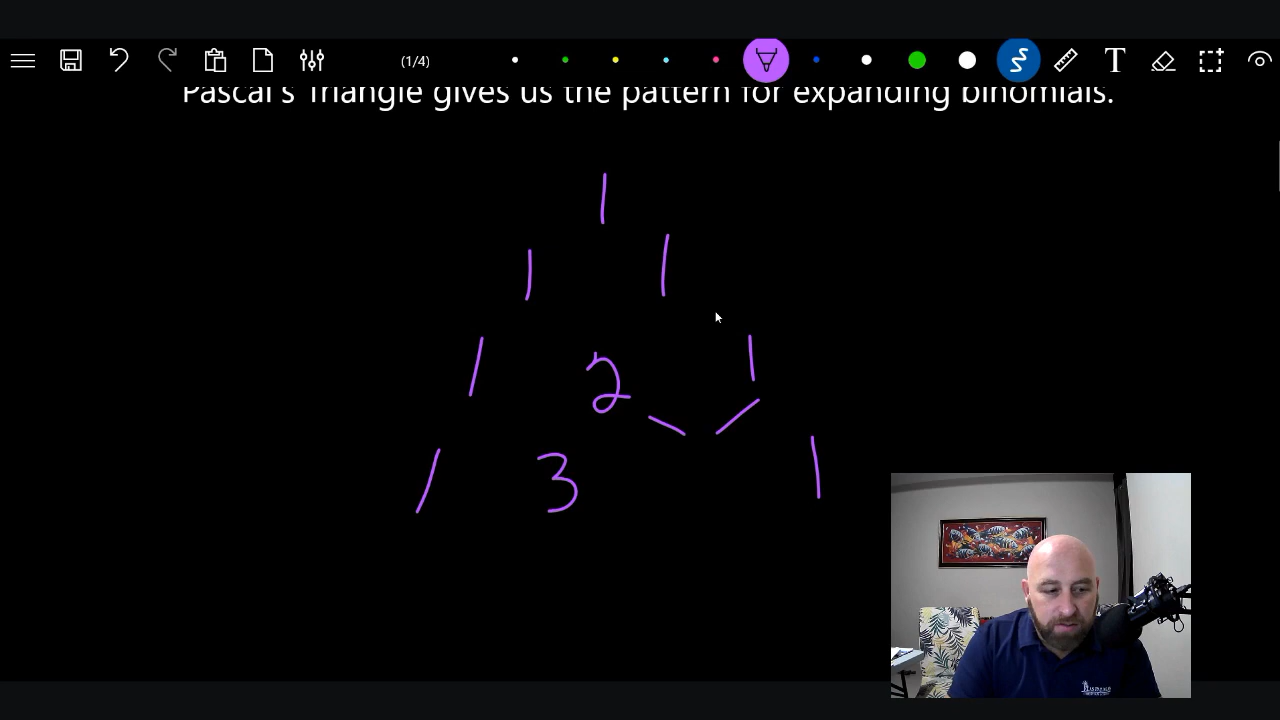 (1/4)
T
Pascal's Triangle gives us the pattern for expanding binomials.
1
1 1
1 2 1
1 3 1